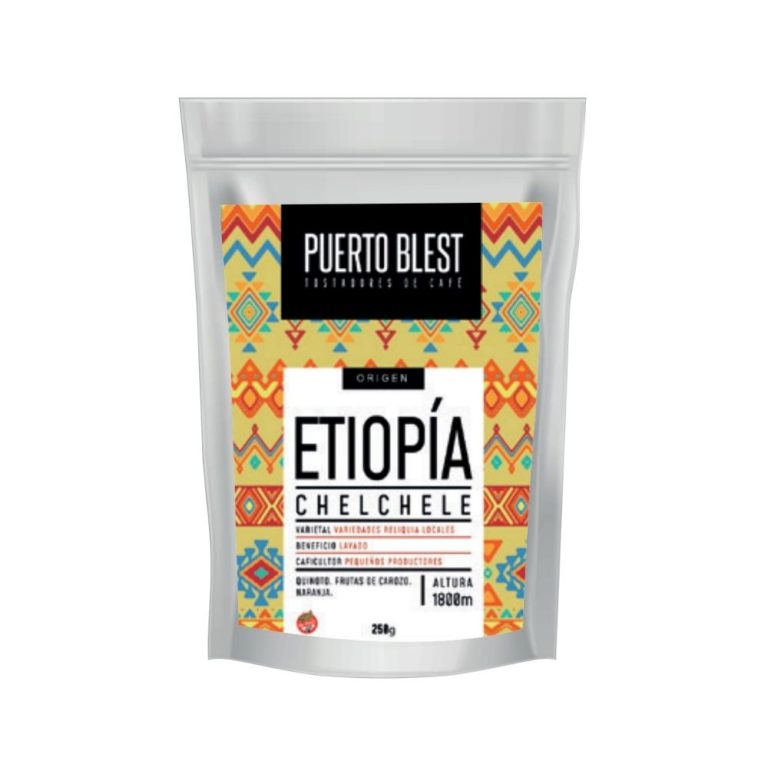 PUERTO BLEST
TOSTADORES DE CAFÉ
ORIGEN
ETIOPÍA
CHELCHELE
VARIETAL VARIEDADES RELIQUIA LOCALES
BENEFICIO LAVADO
CAFICULTOR PEQUEÑOS PRODUCTORES
QUINOTO. FRUTAS DE CAROZO.
NARANJA.
ALTURA
1800m
250g